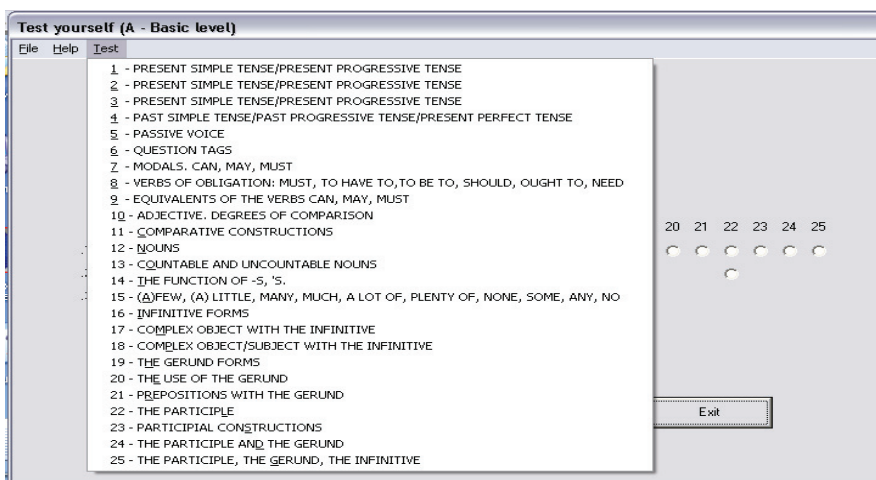 Test yourself (A - Basic level)
File Help Test
1 - PRESENT SIMPLE TENSE/PRESENT PROGRESSIVE TENSE
2 - PRESENT SIMPLE TENSE/PRESENT PROGRESSIVE TENSE
3 - PRESENT SIMPLE TENSE/PRESENT PROGRESSIVE TENSE
4 - PAST SIMPLE TENSE/PAST PROGRESSIVE TENSE/PRESENT PERFECT TENSE
5 - PASSIVE VOICE
6 - QUESTION TAGS
7 - MODALS. CAN, MAY, MUST
8 - VERBS OF OBLIGATION: MUST, TO HAVE TO,TO BE TO, SHOULD, OUGHT TO, NEED
9 - EQUIVALENTS OF THE VERBS CAN, MAY, MUST
10 - ADJECTIVE. DEGREES OF COMPARISON
11 - COMPARATIVE CONSTRUCTIONS
12 - NOUNS
13 - COUNTABLE AND UNCOUNTABLE NOUNS
14 - THE FUNCTION OF -S, 'S.
15 - (A)FEW, (A) LITTLE, MANY, MUCH, A LOT OF, PLENTY OF, NONE, SOME, ANY, NO
16 - INFINITIVE FORMS
17 - COMPLEX OBJECT WITH THE INFINITIVE
18 - COMPLEX OBJECT/SUBJECT WITH THE INFINITIVE
19 - THE GERUND FORMS
20 - THE USE OF THE GERUND
21 - PREPOSITIONS WITH THE GERUND
22 - THE PARTICIPLE
23 - PARTICIPIAL CONSTRUCTIONS
24 - THE PARTICIPLE AND THE GERUND
25 - THE PARTICIPLE, THE GERUND, THE INFINITIVE
20 21 22 23 24 25
Exit